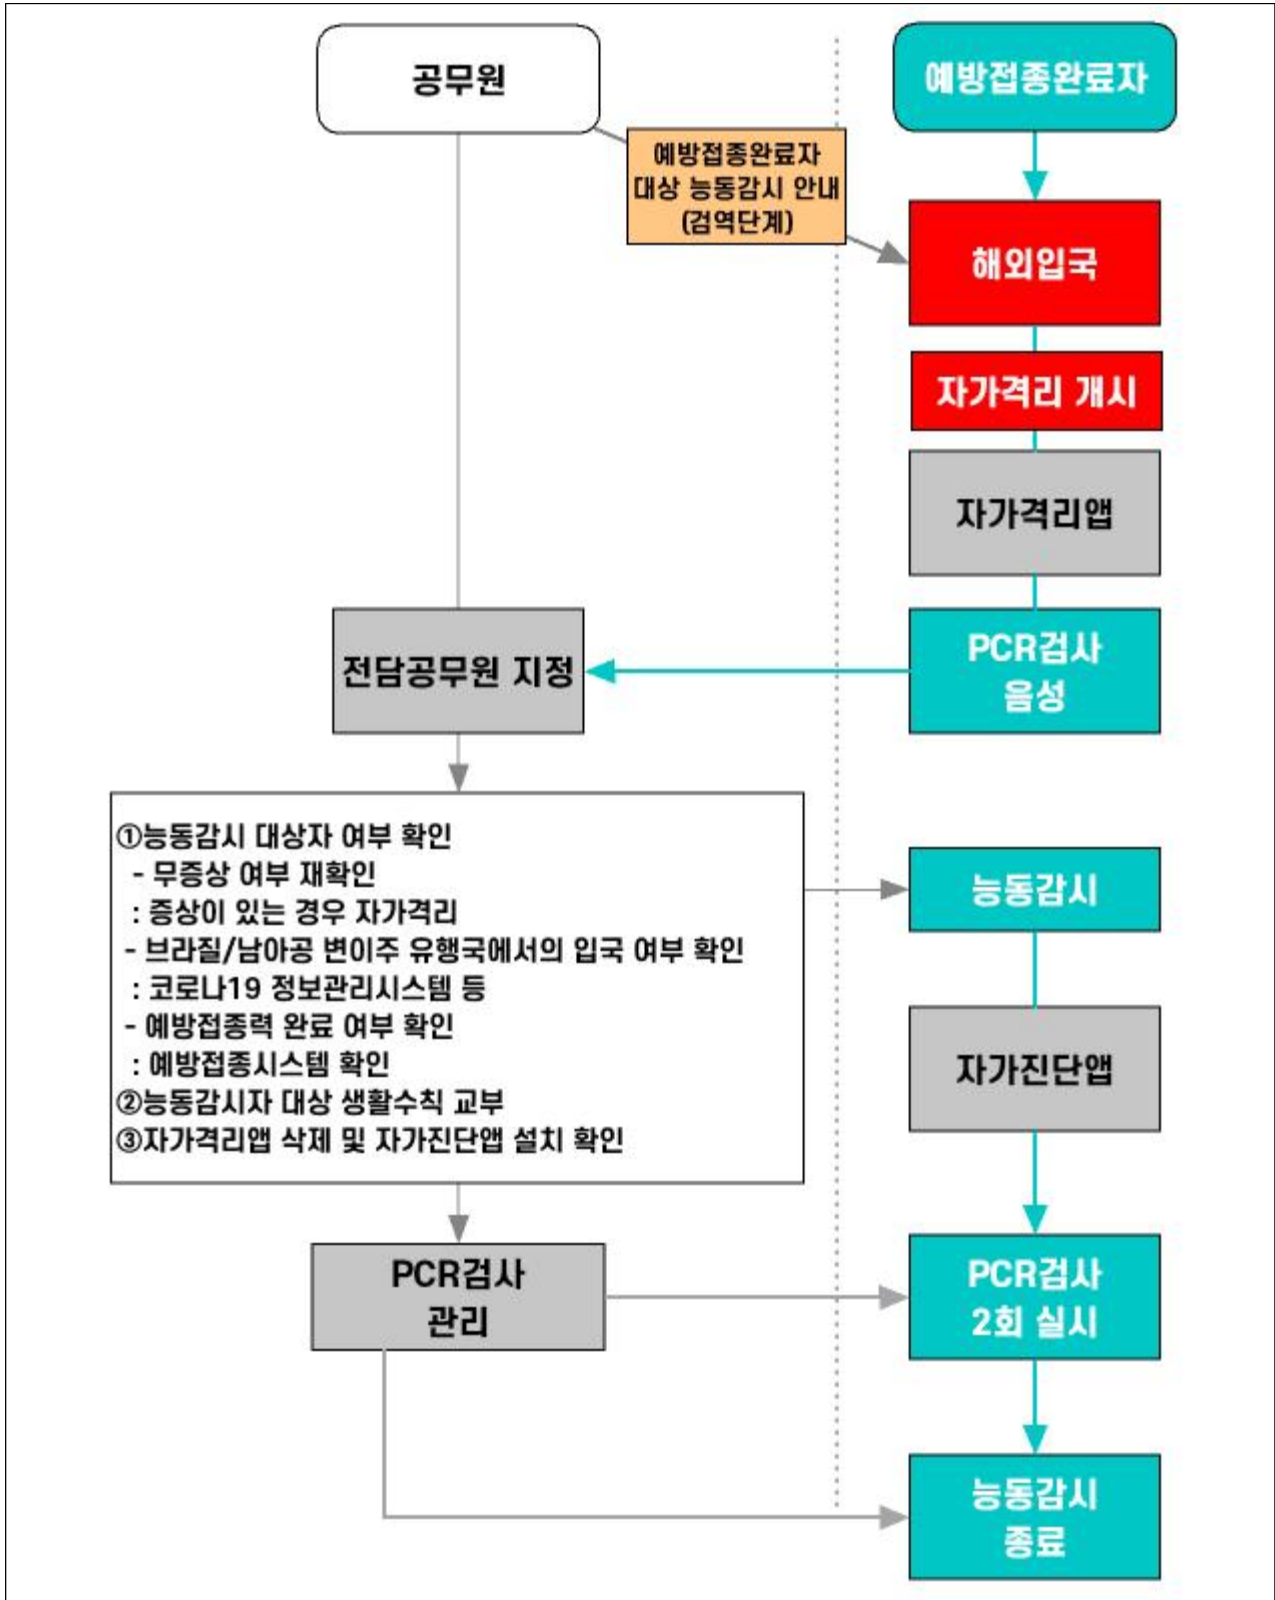 공무원
예방접종완료자
예방접종완료자
대상 능동감시 안내
(검역단계)
해외입국
자가격리 개시
자가격리앱
전담공무원 지정
PCR검사
음성
①능동감시 대상자 여부 확인
- 무증상 여부 재확인
: 증상이 있는 경우 자가격리
- 브라질/남아공 변이주 유행국에서의 입국 여부 확인
: 코로나19 정보관리시스템 등
- 예방접종력 완료 여부 확인
: 예방접종시스템 확인
②능동감시자 대상 생활수칙 교부
③자가격리앱 삭제 및 자가진단앱 설치 확인
능동감시
자가진단앱
PCR검사
관리
PCR검사
2회 실시
능동감시
종료